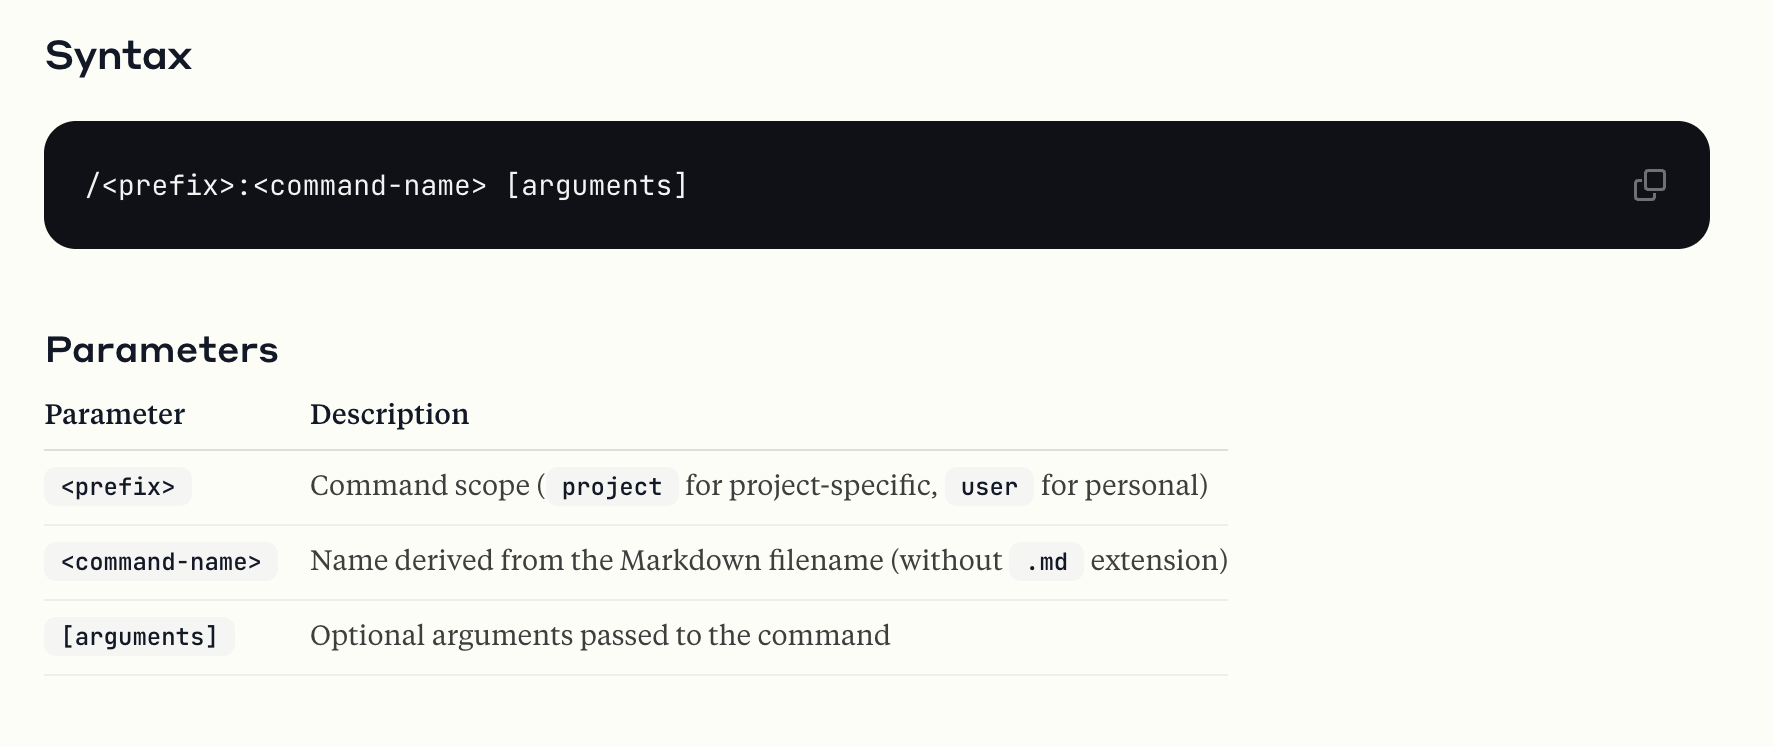 Syntax
/<prefix>:<command-name> [arguments]
Parameters
Parameter Description
<prefix> Command scope ( project for project-specific, user for personal)
<command-name> Name derived from the Markdown filename (without .md extension)
[arguments] Optional arguments passed to the command